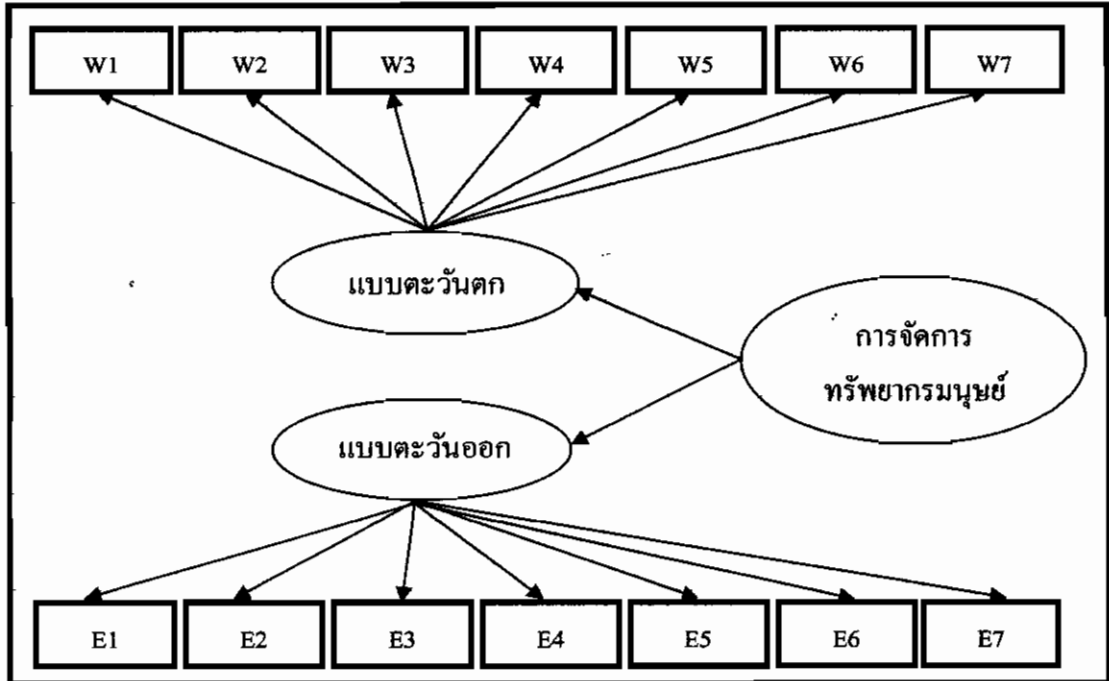 W1 W2 W3 W4 W5 W6 W7
แบบตะวันตก
การจัดการ
ทรัพยากรมนุษย์
แบบตะวันออก
E1 E2 E3 E4 E5 E6 E7